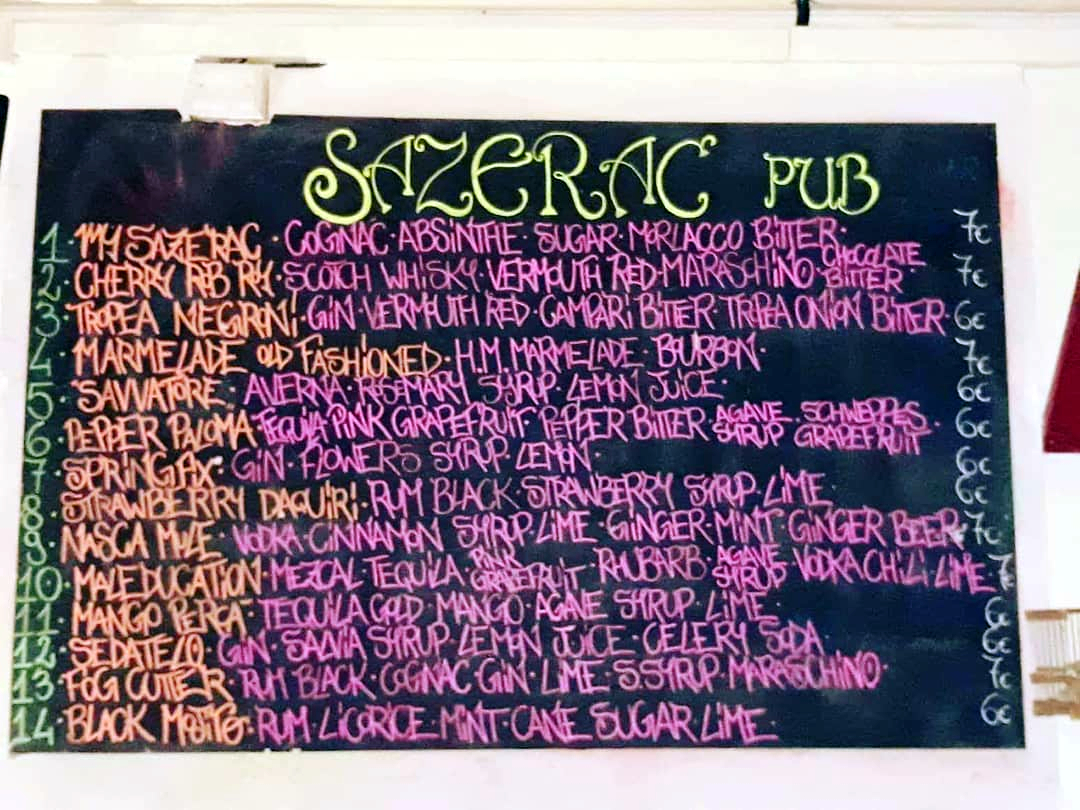 SAZERAC PUB
1 · MY SAZERAC · COGNAC · ABSINTHE · SUGAR · MORLACCO BITTER · 7€
2 · CHERRY ROB ROY · SCOTCH WHISKY · VERMOUTH RED · MARASCHINO · CHOCOLATE BITTER 7€
3 · TROPEA NEGRONI · GIN · VERMOUTH RED · CAMPARI BITTER · TROPEA ONION BITTER · 6€
4 · MARMELADE OLD FASHIONED · H.M. MARMELADE · BOURBON · 7€
5 · SAVVATORE · AVERNA · ROSEMARY SYRUP · LEMON JUICE · 6€
6 · PEPPER PALOMA · TEQUILA · PINK GRAPEFRUIT · PEPPER BITTER · AGAVE SYRUP · SCHWEPPES GRAPEFRUIT 6€
7 · SPRING FIX · GIN · FLOWERS SYRUP · LEMON · 6€
8 · STRAWBERRY DAQUIRI · RUM BLACK · STRAWBERRY SYRUP · LIME 6€
9 · NASCA MULE · VODKA · CINNAMON SYRUP · LIME · GINGER · MINT · GINGER BEER · 7€
10 · MALEDUCATION · MEZCAL TEQUILA · PINK GRAPEFRUIT · RHUBARB · AGAVE SYRUP VODKA CHILI · LIME 7€
11 · MANGO · TEQUILA GOLD · MANGO · AGAVE SYRUP · LIME · 6€
12 · SEDATELO · GIN · SALVIA SYRUP · LEMON JUICE · CELERY SODA 6€
13 · FOG CUTTER · RUM BLACK · COGNAC · GIN · LIME · S.SYRUP · MARASCHINO · 7€
14 · BLACK MOJITO · RUM · LICORICE · MINT · CANE SUGAR · LIME · 6€